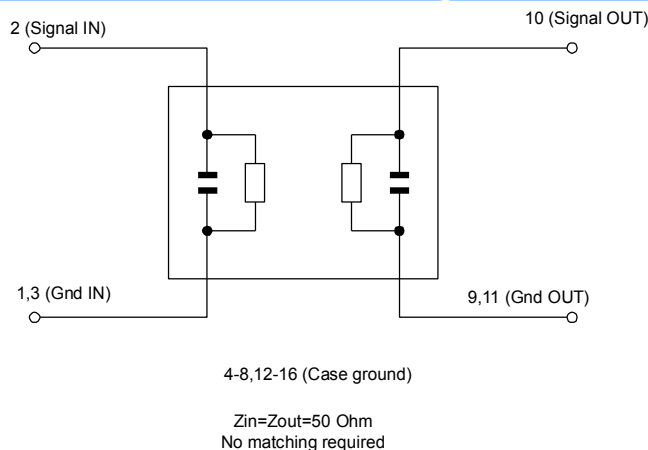 2 (Signal IN)
10 (Signal OUT)
1,3 (Gnd IN)
9,11 (Gnd OUT)
4-8,12-16 (Case ground)
Zin=Zout=50 Ohm
No matching required